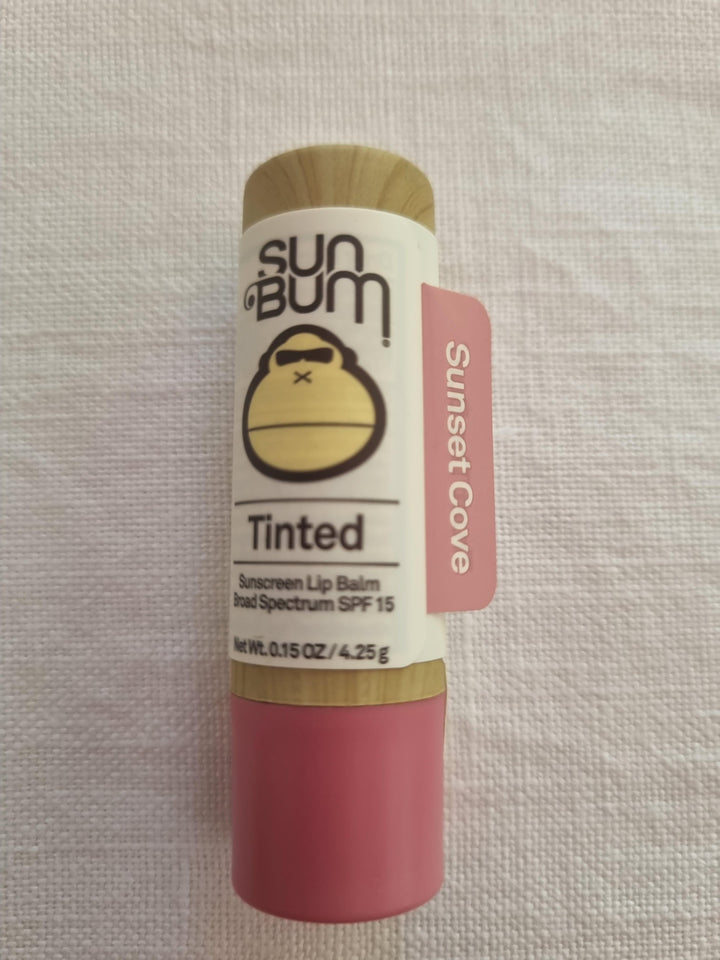 sun
Bum
Tinted
Sunscreen Lip Balm
Broad Spectrum SPF 15
Net Wt. 0.15 OZ / 4.25 g
Sunset Cove